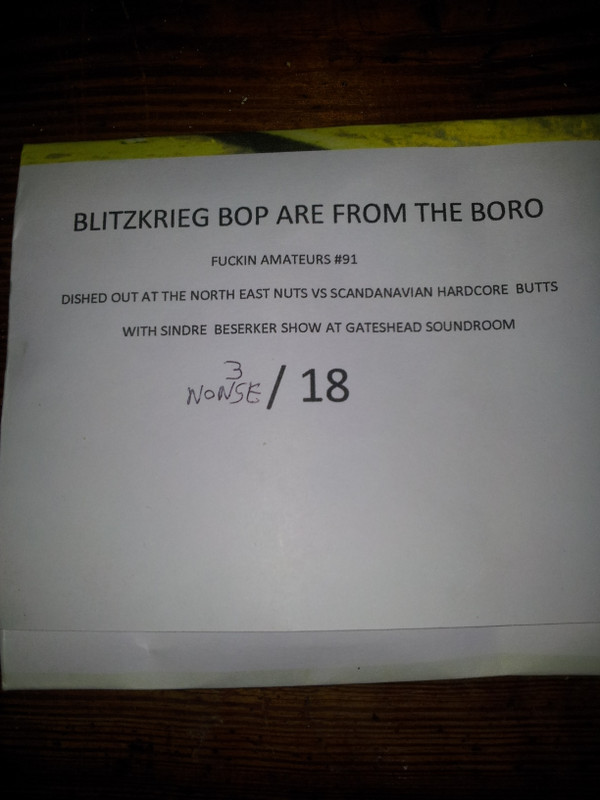 BLITZKRIEG BOP ARE FROM THE BORO
FUCKIN AMATEURS #91
DISHED OUT AT THE NORTH EAST NUTS VS SCANDANAVIAN HARDCORE BUTTS
WITH SINDRE BESERKER SHOW AT GATESHEAD SOUNDROOM
3
NONSE / 18